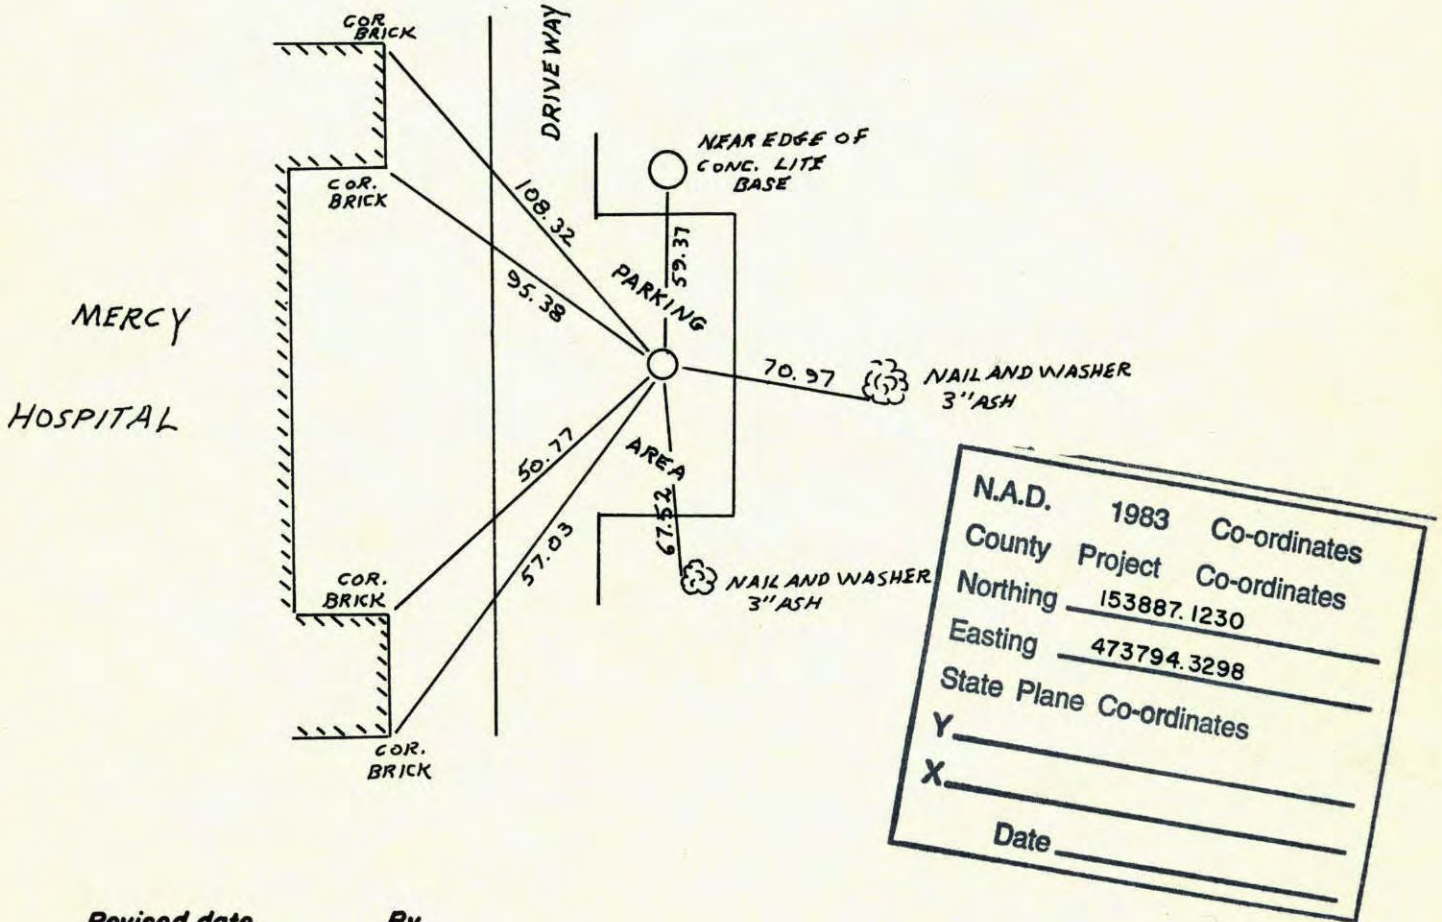 COR
BRICK
DRIVEWAY
NEAR EDGE OF
CONC. LITE
BASE
COR.
BRICK
108.32
59.37
95.38
PARKING
MERCY
HOSPITAL
70.97
NAIL AND WASHER
3" ASH
50.77
AREA
67.52
57.03
NAIL AND WASHER
3" ASH
COR.
BRICK
COR.
BRICK
N.A.D. 1983 Co-ordinates
County Project Co-ordinates
Northing 153887.1230
Easting 473794.3298
State Plane Co-ordinates
Y
X
Date
Revised date By